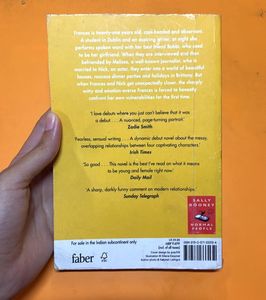 Frances is twenty-one years old, cool-headed and observant.
A student in Dublin and an aspiring writer, at night she
performs spoken word with her best friend Bobbi, who used
to be her girlfriend. When they are interviewed and then
befriended by Melissa, a well-known journalist, who is married
to Nick, an actor, they enter into a world of beautiful
houses, raucous dinner parties and holidays in Brittany. But
when Frances and Nick get unexpectedly closer, the sharply
witty and emotion-averse Frances is forced to honestly
confront her own vulnerabilities for the first time.
'I love debuts where you just can't believe that it was
a debut . . . A nuanced, page-turning portrait'
Zadie Smith
'Fearless, sensual writing . . . A dynamic debut novel about the messy,
overlapping relationships between four captivating characters.'
Irish Times
'So good . . . This novel is the best I've read on what it means
to be young and female right now.'
Daily Mail
'A sharp, darkly funny comment on modern relationships.'
Sunday Telegraph
SALLY
ROONEY
NORMAL
PEOPLE
For sale in the Indian subcontinent only
faber
FSC